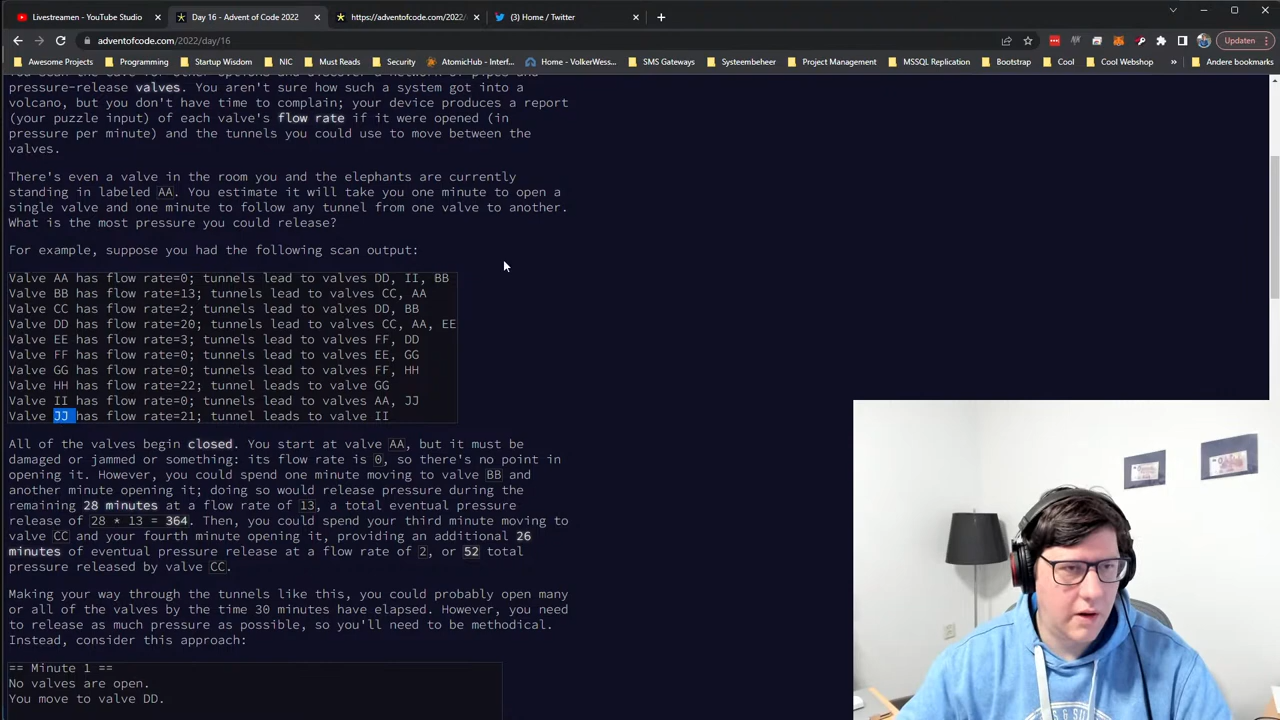 Livestreamen - YouTube Studio
Day 16 - Advent of Code 2022
https://adventofcode.com/2022/
(3) Home / Twitter
adventofcode.com/2022/day/16
Updaten
Awesome Projects
Programming
Startup Wisdom
NIC
Must Reads
Security
AtomicHub - Interf...
Home - VolkerWess...
SMS Gateways
Systeembeheer
Project Management
MSSQL Replication
Bootstrap
Cool
Cool Webshop
»
Andere bookmarks
pressure-release valves. You aren't sure how such a system got into a
volcano, but you don't have time to complain; your device produces a report
(your puzzle input) of each valve's flow rate if it were opened (in
pressure per minute) and the tunnels you could use to move between the
valves.
There's even a valve in the room you and the elephants are currently
standing in labeled AA. You estimate it will take you one minute to open a
single valve and one minute to follow any tunnel from one valve to another.
What is the most pressure you could release?
For example, suppose you had the following scan output:
Valve AA has flow rate=0; tunnels lead to valves DD, II, BB
Valve BB has flow rate=13; tunnels lead to valves CC, AA
Valve CC has flow rate=2; tunnels lead to valves DD, BB
Valve DD has flow rate=20; tunnels lead to valves CC, AA, EE
Valve EE has flow rate=3; tunnels lead to valves FF, DD
Valve FF has flow rate=0; tunnels lead to valves EE, GG
Valve GG has flow rate=0; tunnels lead to valves FF, HH
Valve HH has flow rate=22; tunnel leads to valve GG
Valve II has flow rate=0; tunnels lead to valves AA, JJ
Valve JJ has flow rate=21; tunnel leads to valve II
All of the valves begin closed. You start at valve AA, but it must be
damaged or jammed or something: its flow rate is 0, so there's no point in
opening it. However, you could spend one minute moving to valve BB and
another minute opening it; doing so would release pressure during the
remaining 28 minutes at a flow rate of 13, a total eventual pressure
release of 28 * 13 = 364. Then, you could spend your third minute moving to
valve CC and your fourth minute opening it, providing an additional 26
minutes of eventual pressure release at a flow rate of 2, or 52 total
pressure released by valve CC.
Making your way through the tunnels like this, you could probably open many
or all of the valves by the time 30 minutes have elapsed. However, you need
to release as much pressure as possible, so you'll need to be methodical.
Instead, consider this approach:
== Minute 1 ==
No valves are open.
You move to valve DD.